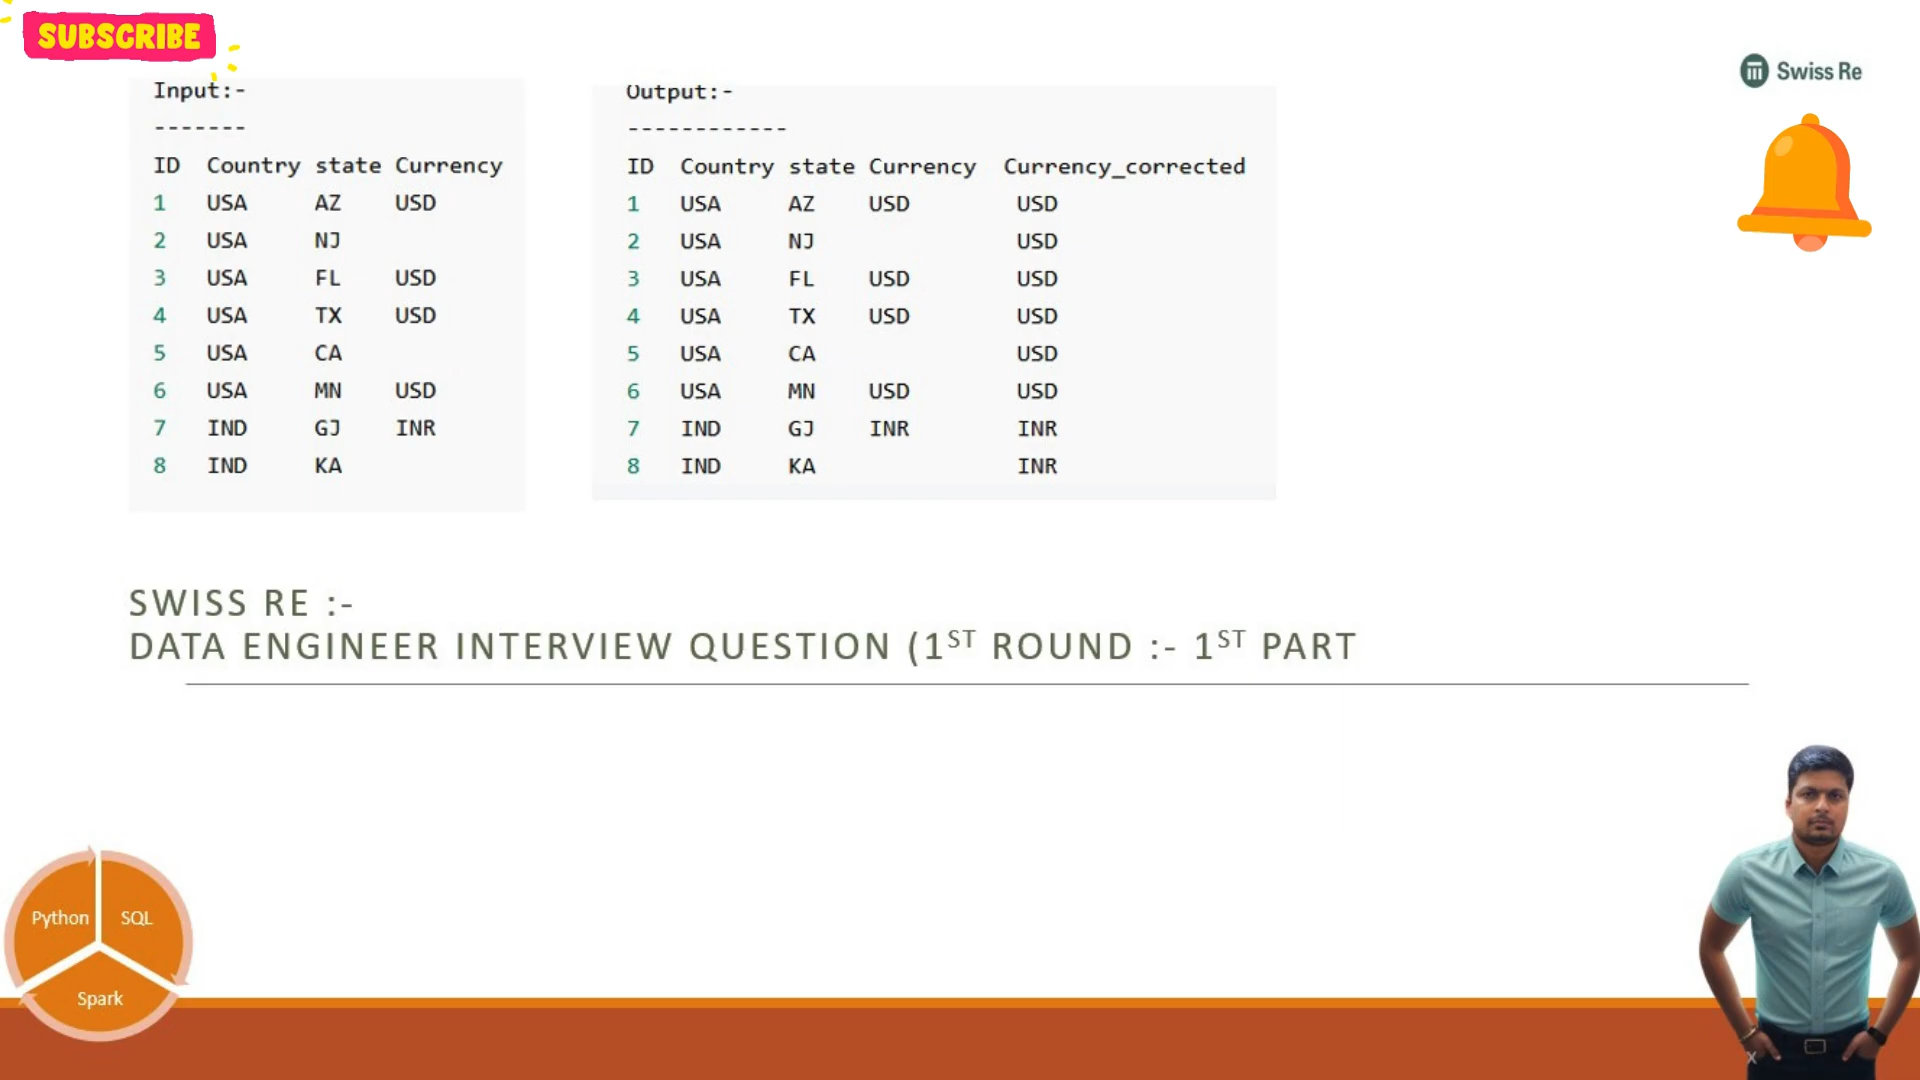 SUBSCRIBE
Swiss Re
Input:-
-------
ID Country state Currency
1 USA AZ USD
2 USA NJ
3 USA FL USD
4 USA TX USD
5 USA CA
6 USA MN USD
7 IND GJ INR
8 IND KA
Output:-
------------
ID Country state Currency Currency_corrected
1 USA AZ USD USD
2 USA NJ USD
3 USA FL USD USD
4 USA TX USD USD
5 USA CA USD
6 USA MN USD USD
7 IND GJ INR INR
8 IND KA INR
SWISS RE :-
DATA ENGINEER INTERVIEW QUESTION (1ST ROUND :- 1ST PART
Python
SQL
Spark
X